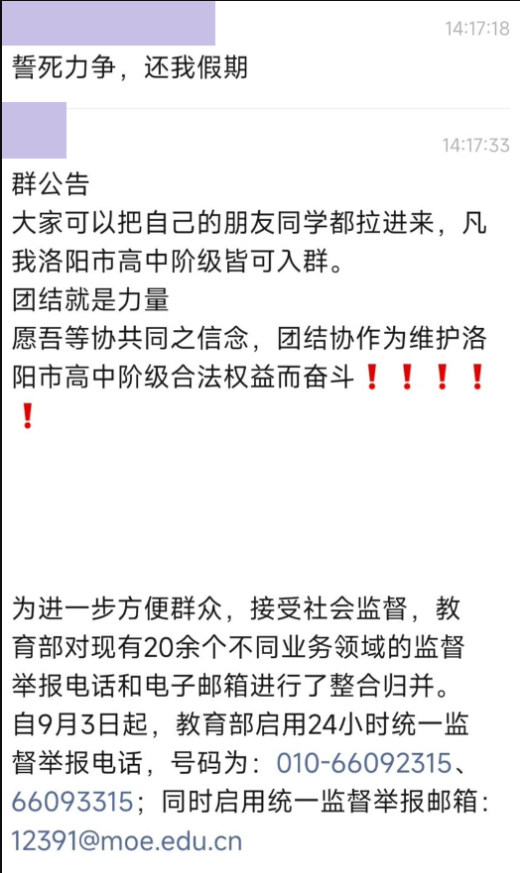 14:17:18
誓死力争，还我假期
14:17:33
群公告
大家可以把自己的朋友同学都拉进来，凡
我洛阳市高中阶级皆可入群。
团结就是力量
愿吾等协共同之信念，团结协作为维护洛
阳市高中阶级合法权益而奋斗❗❗❗❗
❗
为进一步方便群众，接受社会监督，教
育部对现有20余个不同业务领域的监督
举报电话和电子邮箱进行了整合归并。
自9月3日起，教育部启用24小时统一监
督举报电话，号码为：010-66092315、
66093315；同时启用统一监督举报邮箱：
12391@moe.edu.cn